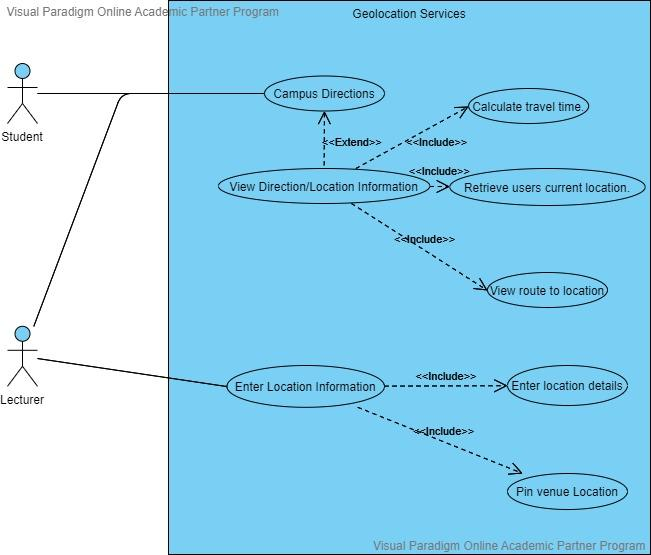 Visual Paradigm Online Academic Partner Program
Geolocation Services
Student
Campus Directions
Calculate travel time.
<<Extend>>
<<Include>>
<<Include>>
View Direction/Location Information
Retrieve users current location.
<<Include>>
View route to location
Lecturer
Enter Location Information
<<Include>>
Enter location details
<<Include>>
Pin venue Location
Visual Paradigm Online Academic Partner Program